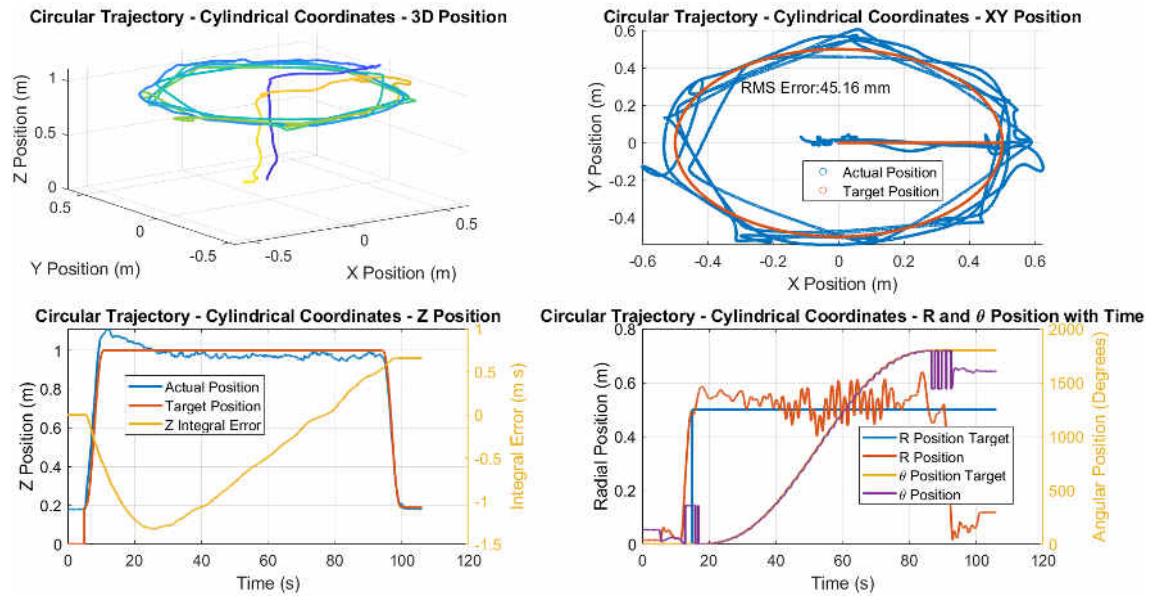 Circular Trajectory - Cylindrical Coordinates - 3D Position
Z Position (m)
1
0.5
0
0.5
0
-0.5
Y Position (m)
-0.5
0
0.5
X Position (m)
Circular Trajectory - Cylindrical Coordinates - XY Position
Y Position (m)
0.6
0.4
0.2
0
-0.2
-0.4
RMS Error:45.16 mm
Actual Position
Target Position
-0.6
-0.4
-0.2
0
0.2
0.4
0.6
X Position (m)
Circular Trajectory - Cylindrical Coordinates - Z Position
Z Position (m)
1
0.8
0.6
0.4
0.2
0
Actual Position
Target Position
Z Integral Error
1
0.5
0
-0.5
-1
-1.5
Integral Error (m s)
0
20
40
60
80
100
120
Time (s)
Circular Trajectory - Cylindrical Coordinates - R and θ Position with Time
Radial Position (m)
0.8
0.6
0.4
0.2
0
R Position Target
R Position
θ Position Target
θ Position
2000
1500
1000
500
0
Angular Position (Degrees)
0
20
40
60
80
100
120
Time (s)